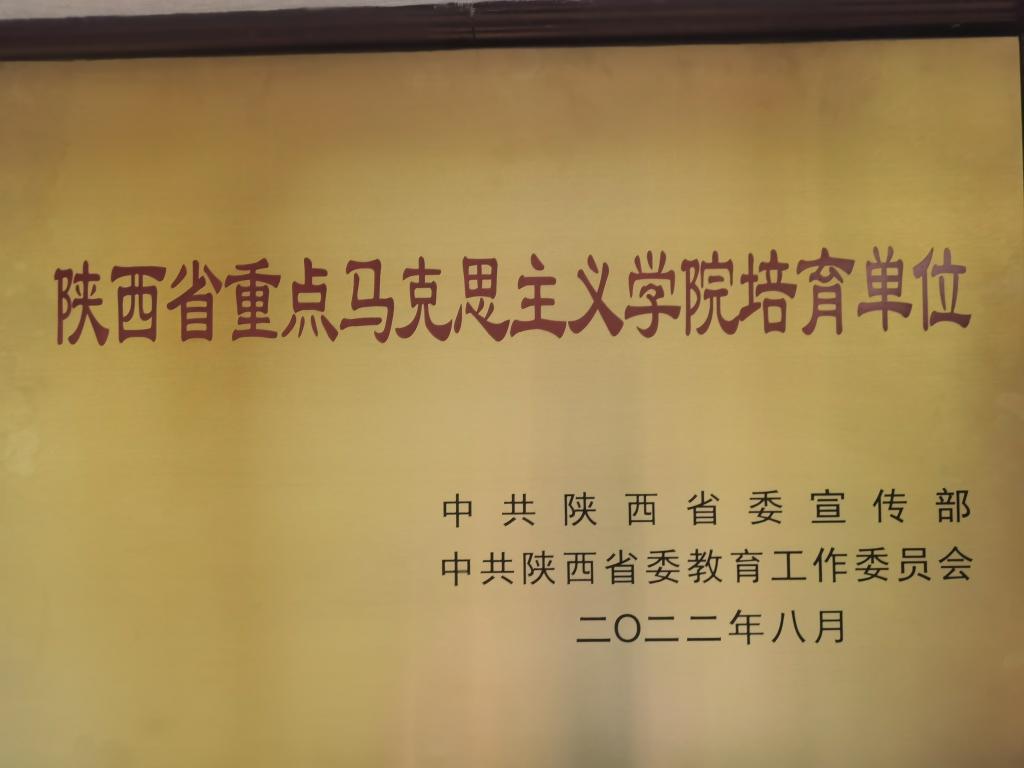 陕西省重点马克思主义学院培育单位
中共陕西省委宣传部
中共陕西省委教育工作委员会
二〇二二年八月